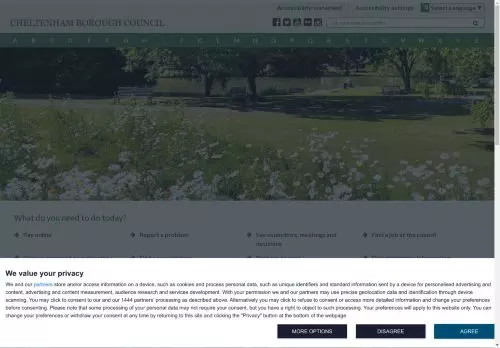 Accessibility statement
Accessibility settings
Select Language ▼
CHELTENHAM BOROUGH COUNCIL
What do you need to do today?
Pay online
Report a problem
See councillors, meetings and decisions
Find a job at the council
We value your privacy
We and our partners store and/or access information on a device, such as cookies and process personal data, such as unique identifiers and standard information sent by a device for personalised advertising and
content, advertising and content measurement, audience research and services development. With your permission we and our partners may use precise geolocation data and identification through device
scanning. You may click to consent to our and our 1444 partners' processing as described above. Alternatively you may click to refuse to consent or access more detailed information and change your preferences
before consenting. Please note that some processing of your personal data may not require your consent, but you have a right to object to such processing. Your preferences will apply to this website only. You can
change your preferences or withdraw your consent at any time by returning to this site and clicking the "Privacy" button at the bottom of the webpage
MORE OPTIONS
DISAGREE
AGREE